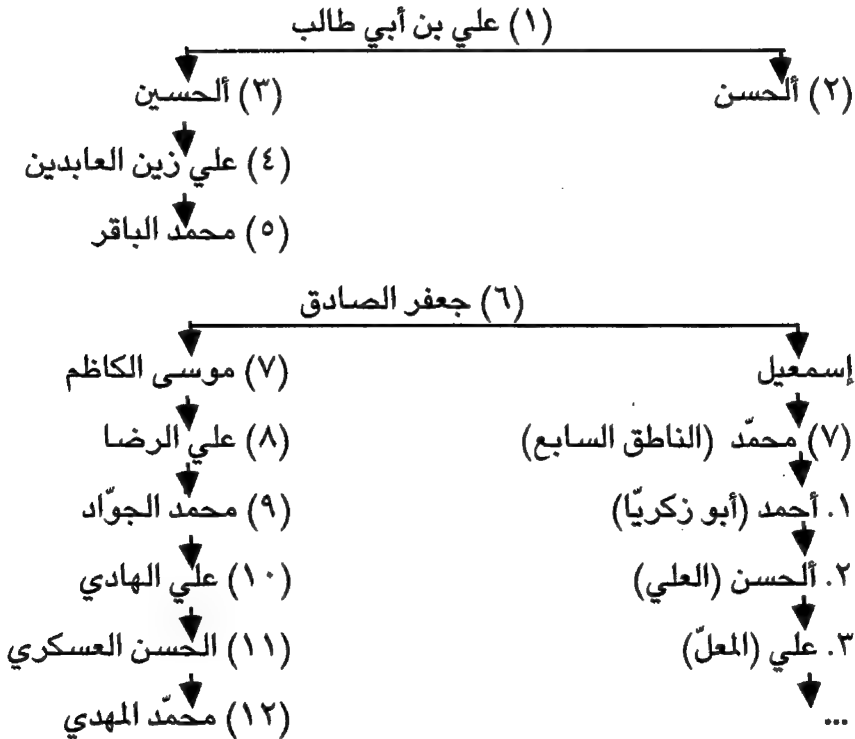 (١) علي بن أبي طالب
(٢) ألحسن
(٣) ألحسين
(٤) علي زين العابدين
(٥) محمّد الباقر
(٦) جعفر الصادق
إسمعيل
(٧) موسى الكاظم
(٧) محمّد (الناطق السابع)
(٨) علي الرضا
١. أحمد (أبو زكريّا)
(٩) محمّد الجوّاد
٢. ألحسن (العلي)
(١٠) علي الهادي
٣. علي (المعلّ)
(١١) الحسن العسكري
...
(١٢) محمّد المهدي